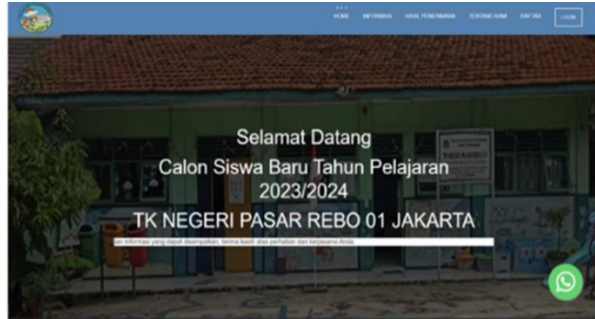 HOME INFORMASI HASIL PENERIMAAN TENTANG KAMI DAFTAR LOGIN
Selamat Datang
Calon Siswa Baru Tahun Pelajaran
2023/2024
TK NEGERI PASAR REBO 01 JAKARTA
an informasi yang dapat disampaikan, terima kasih atas perhatian dan kerjasama Anda